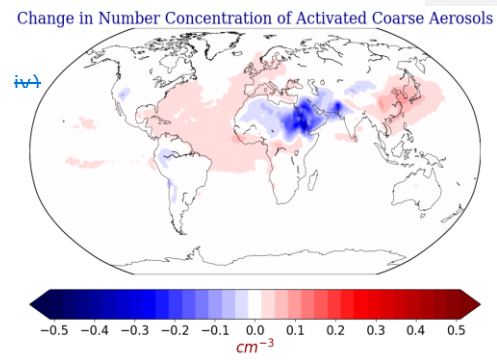 Change in Number Concentration of Activated Coarse Aerosols
iv)
−0.5 −0.4 −0.3 −0.2 −0.1 0.0 0.1 0.2 0.3 0.4 0.5
cm⁻³